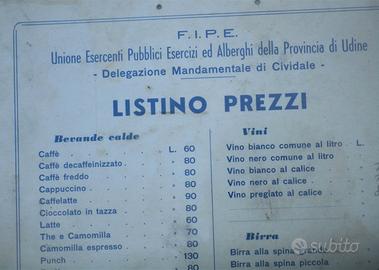 F.I.P.E.
Unione Esercenti Pubblici Esercizi ed Alberghi della Provincia di Udine
- Delegazione Mandamentale di Cividale -
LISTINO PREZZI
Bevande calde
Caffè L. 60
Caffè decaffeinizzato 80
Caffè freddo 80
Cappuccino 80
Caffelatte 90
Cioccolato in tazza 80
Latte 60
The e Camomilla 70
Camomilla espresso 80
Punch 130
80
Vini
Vino bianco comune al litro L.
Vino nero comune al litro
Vino bianco al calice
Vino nero al calice
Vino pregiato al calice
Birra
Birra alla spina
Birra alla spina piccola
subito